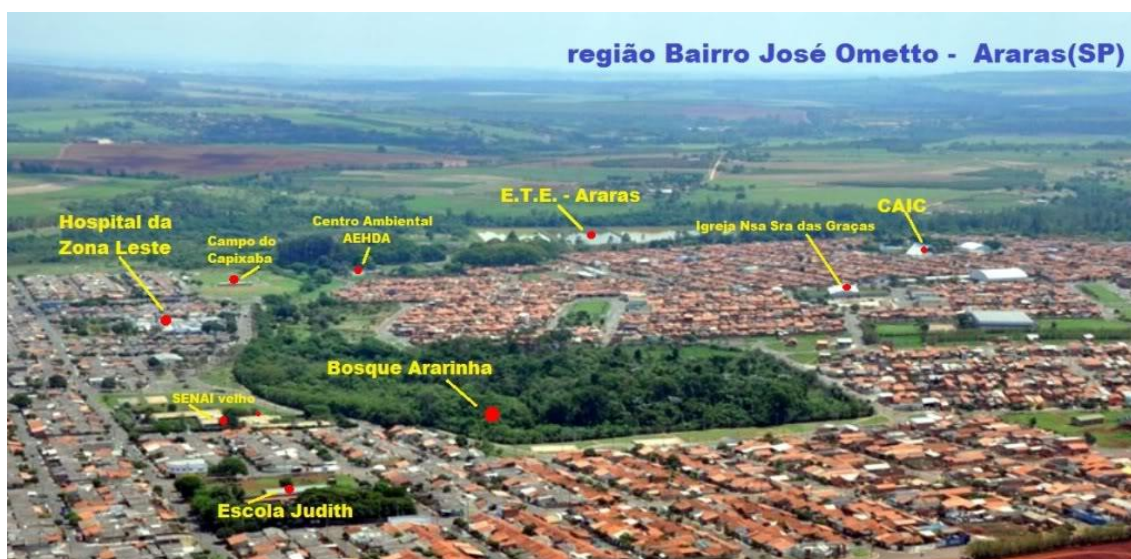 região Bairro José Ometto - Araras(SP)
E.T.E. - Araras
CAIC
Hospital da
Zona Leste
Campo do
Capixaba
Centro Ambiental
AEHDA
Igreja Nsa Sra das Graças
Bosque Ararinha
SENAI velho
Escola Judith